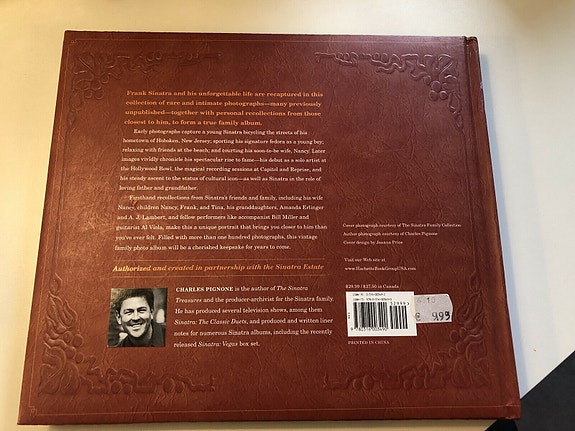 Frank Sinatra and his unforgettable life are recaptured in this
collection of rare and intimate photographs—many previously
unpublished—together with personal recollections from those
closest to him, to form a true family album.
Early photographs capture a young Sinatra bicycling the streets of his
hometown of Hoboken, New Jersey; sporting his signature fedora as a young boy;
relaxing with friends at the beach; and courting his soon-to-be wife, Nancy. Later
images vividly chronicle his spectacular rise to fame—his debut as a solo artist at
the Hollywood Bowl, the magical recording sessions at Capitol and Reprise, and
his steady ascent to the status of cultural icon—as well as Sinatra in the role of
loving father and grandfather.
Firsthand recollections from Sinatra's friends and family, including his wife
Nancy, children Nancy, Frank, and Tina, his granddaughters, Amanda Erlinger
and A. J. Lambert, and fellow performers like accompanist Bill Miller and
guitarist Al Viola, make this a unique portrait that brings you closer to him than
you've ever felt. Filled with more than one hundred photographs, this vintage
family photo album will be a cherished keepsake for years to come.
Authorized and created in partnership with the Sinatra Estate
CHARLES PIGNONE is the author of The Sinatra
Treasures and the producer-archivist for the Sinatra family.
He has produced several television shows, among them
Sinatra: The Classic Duets, and produced and written liner
notes for numerous Sinatra albums, including the recently
released Sinatra: Vegas box set.
Cover photograph courtesy of The Sinatra Family Collection
Author photograph courtesy of Charles Pignone
Cover design by Joanna Price
Visit our Web site at
www.HachetteBookGroupUSA.com
$29.99 / $37.50 in Canada
€ 9,99
PRINTED IN CHINA